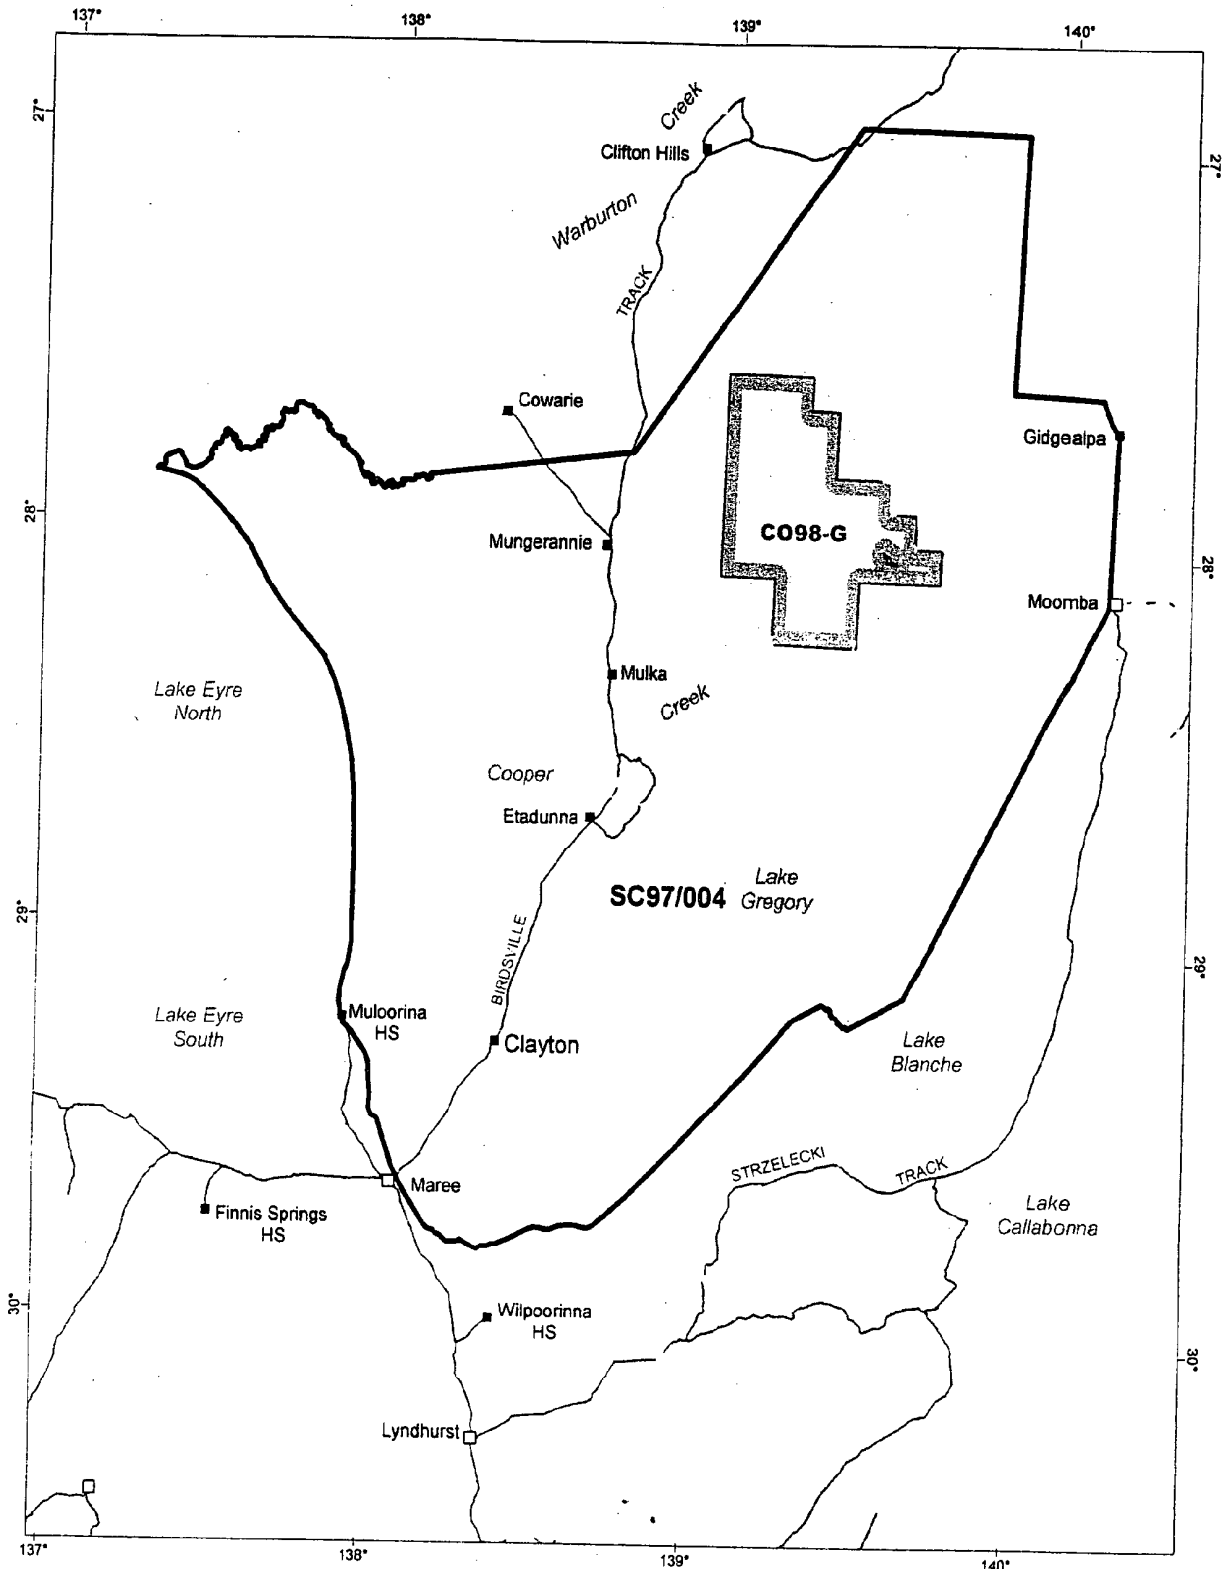 137°
138°
139°
140°
27°
27°
Creek
Clifton Hills
Warburton
TRACK
Cowarie
Gidgealpa
28°
CO98-G
Mungerannie
28°
Moomba
Mulka
Lake Eyre
North
Creek
Cooper
Etadunna
SC97/004
Lake
Gregory
29°
BIRDSVILLE
29°
Muloorina
HS
Lake Eyre
South
Clayton
Lake
Blanche
STRZELECKI
TRACK
Maree
Finnis Springs
HS
Lake
Callabonna
30°
Wilpoorinna
HS
30°
Lyndhurst
137°
138°
139°
140°